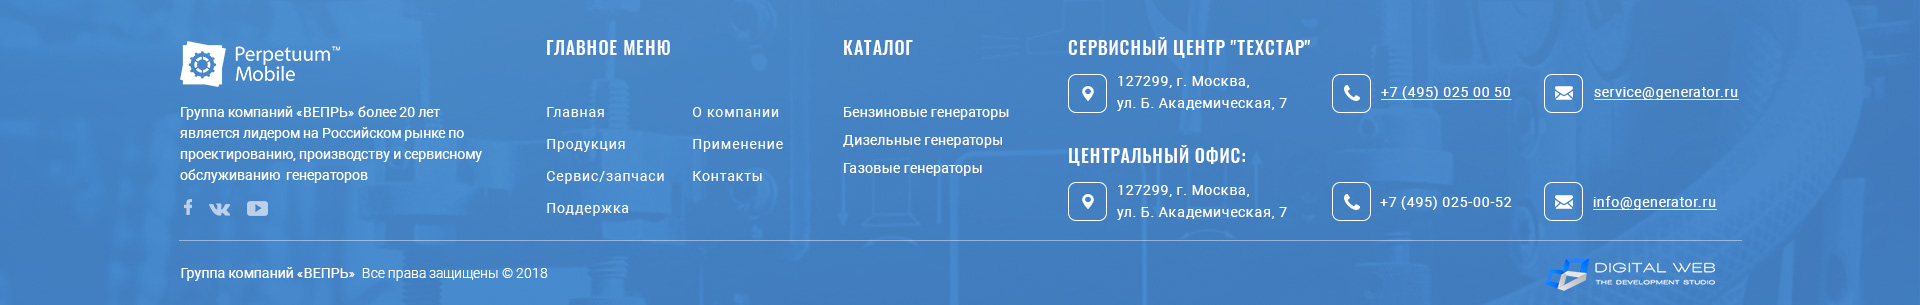 Perpetuum™
Mobile
Группа компаний «ВЕПРЬ» более 20 лет
является лидером на Российском рынке по
проектированию, производству и сервисному
обслуживанию генераторов
ГЛАВНОЕ МЕНЮ
Главная
Продукция
Сервис/запчаси
Поддержка
О компании
Применение
Контакты
КАТАЛОГ
Бензиновые генераторы
Дизельные генераторы
Газовые генераторы
СЕРВИСНЫЙ ЦЕНТР "ТЕХСТАР"
127299, г. Москва,
ул. Б. Академическая, 7
+7 (495) 025 00 50
service@generator.ru
ЦЕНТРАЛЬНЫЙ ОФИС:
127299, г. Москва,
ул. Б. Академическая, 7
+7 (495) 025-00-52
info@generator.ru
Группа компаний «ВЕПРЬ» Все права защищены © 2018
DIGITAL WEB
THE DEVELOPMENT STUDIO